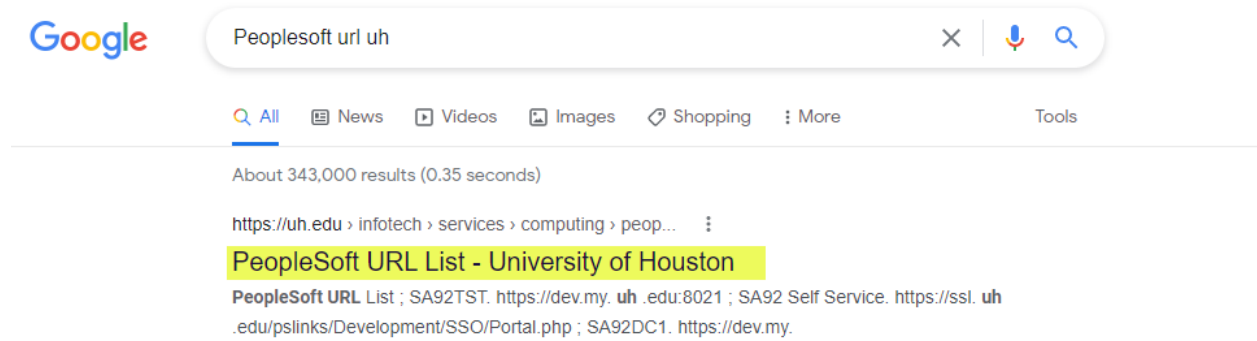 Google Peoplesoft url uh
All News Videos Images Shopping More Tools
About 343,000 results (0.35 seconds)
https://uh.edu › infotech › services › computing › peop...
PeopleSoft URL List - University of Houston
PeopleSoft URL List ; SA92TST. https://dev.my. uh .edu:8021 ; SA92 Self Service. https://ssl. uh
.edu/pslinks/Development/SSO/Portal.php ; SA92DC1. https://dev.my.